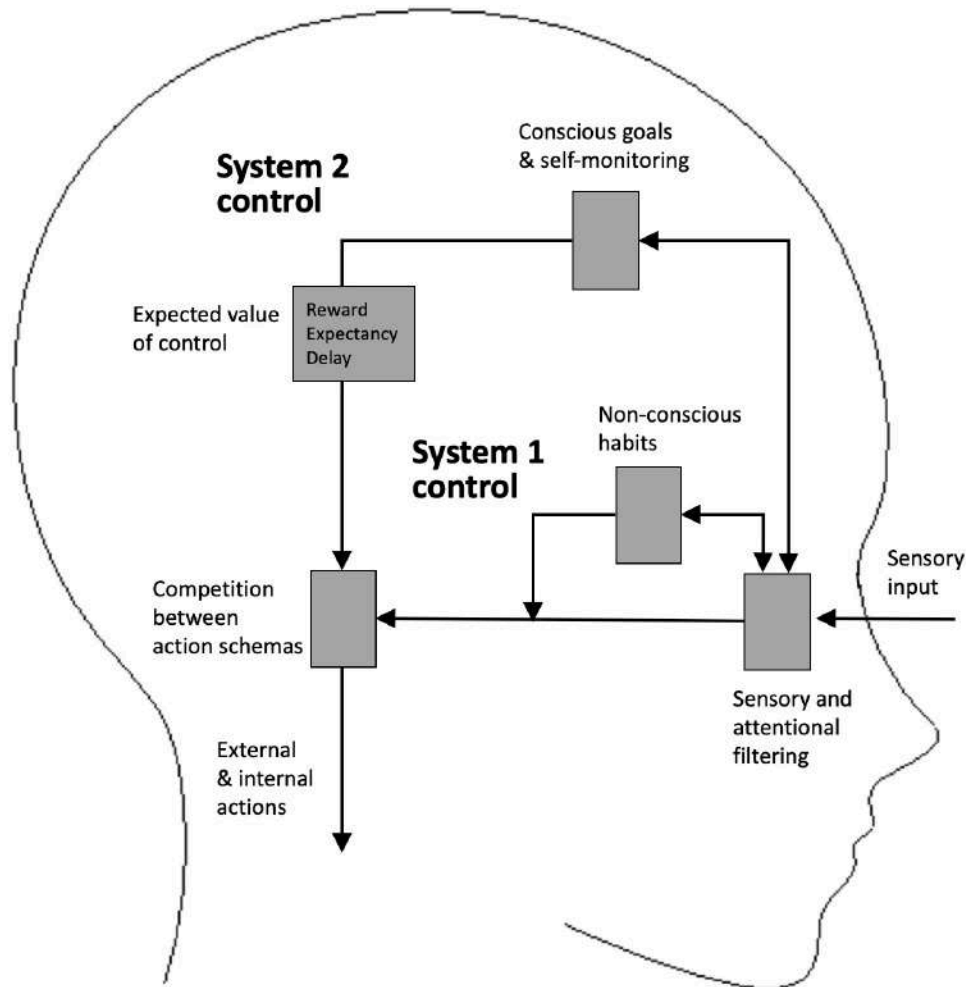 Conscious goals
& self-monitoring
System 2
control
Expected value
of control
Reward
Expectancy
Delay
Non-conscious
habits
System 1
control
Sensory
input
Competition
between
action schemas
Sensory and
attentional
filtering
External
& internal
actions